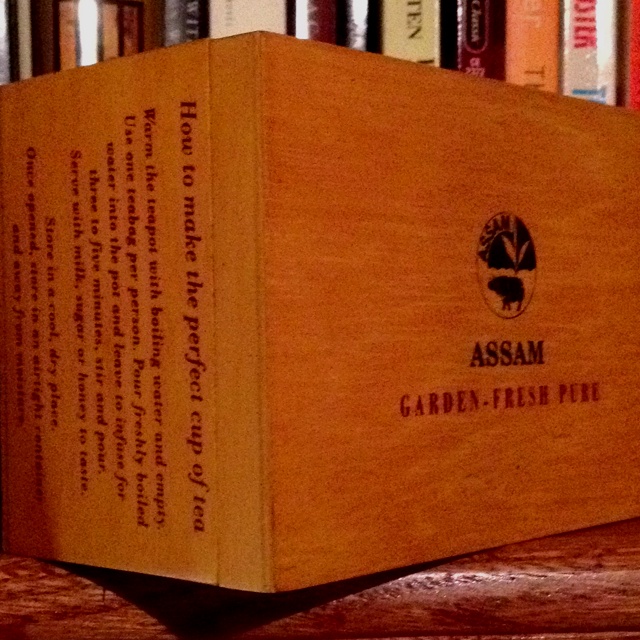 How to make the perfect cup of tea
Warm the teapot with boiling water and empty.
Use one teabag per person. Pour freshly boiled
water into the pot and leave to infuse for
three to five minutes, stir and pour.
Serve with milk, sugar or honey to taste.
Store in a cool, dry place.
Once opened, store in an airtight container
and away from moisture.
ASSAM
ASSAM
GARDEN-FRESH PURE